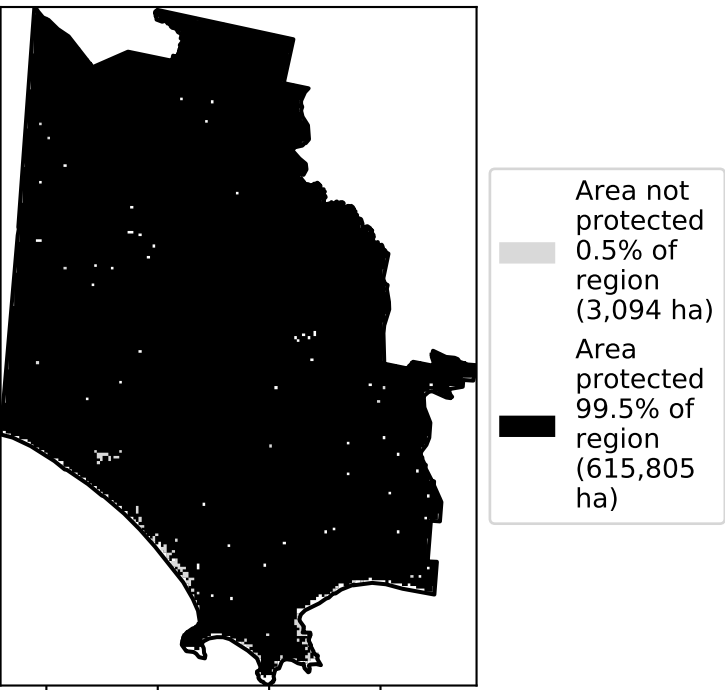 Area not
protected
0.5% of
region
(3,094 ha)
Area
protected
99.5% of
region
(615,805
ha)